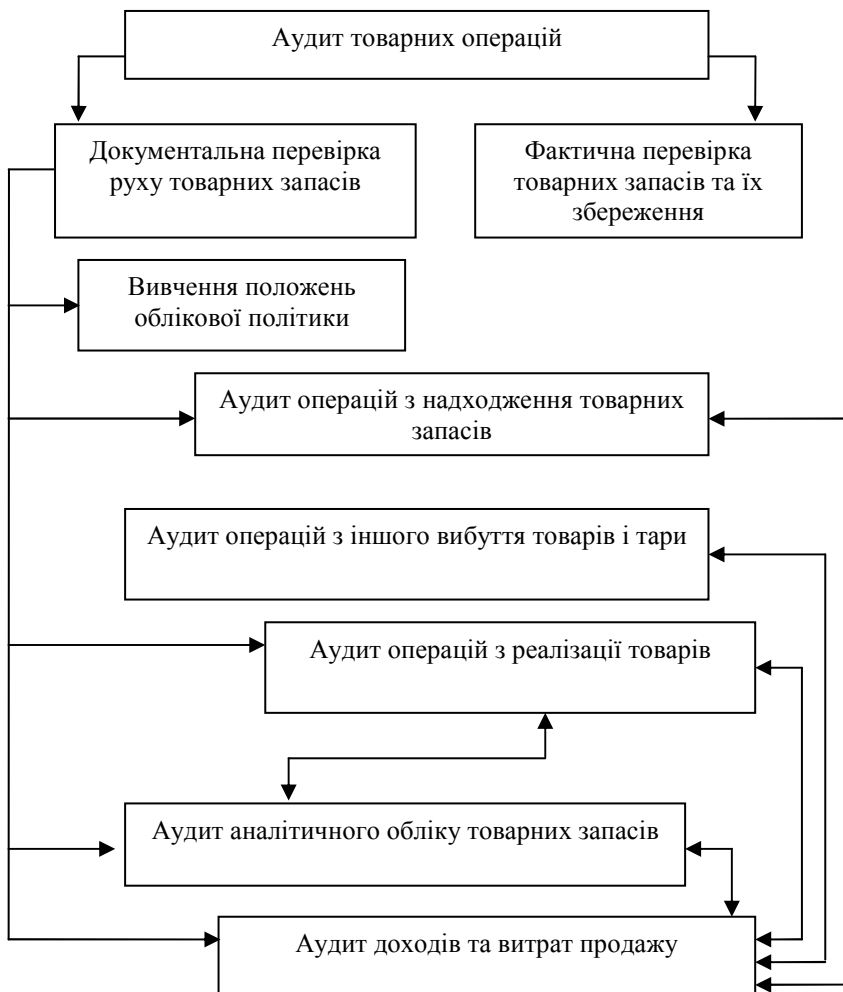 Аудит товарних операцій
Документальна перевірка
руху товарних запасів
Фактична перевірка
товарних запасів та їх
збереження
Вивчення положень
облікової політики
Аудит операцій з надходження товарних
запасів
Аудит операцій з іншого вибуття товарів і тари
Аудит операцій з реалізації товарів
Аудит аналітичного обліку товарних запасів
Аудит доходів та витрат продажу